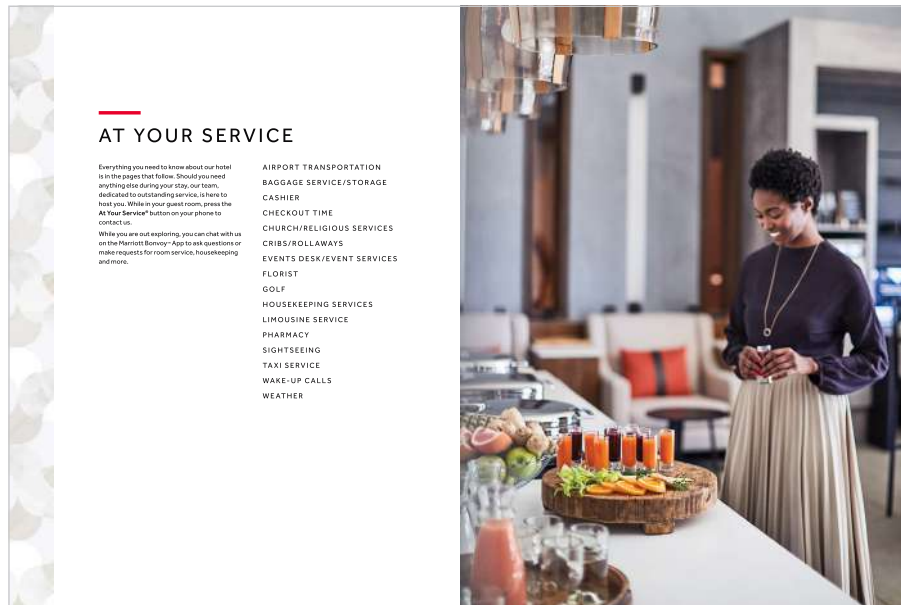 AT YOUR SERVICE
Everything you need to know about our hotel
is in the pages that follow. Should you need
anything else during your stay, our team,
dedicated to outstanding service, is here to
host you. While in your guest room, press the
At Your Service® button on your phone to
contact us.
While you are out exploring, you can chat with us
on the Marriott Bonvoy™ App to ask questions or
make requests for room service, housekeeping
and more.
AIRPORT TRANSPORTATION
BAGGAGE SERVICE/STORAGE
CASHIER
CHECKOUT TIME
CHURCH/RELIGIOUS SERVICES
CRIBS/ROLLAWAYS
EVENTS DESK/EVENT SERVICES
FLORIST
GOLF
HOUSEKEEPING SERVICES
LIMOUSINE SERVICE
PHARMACY
SIGHTSEEING
TAXI SERVICE
WAKE-UP CALLS
WEATHER